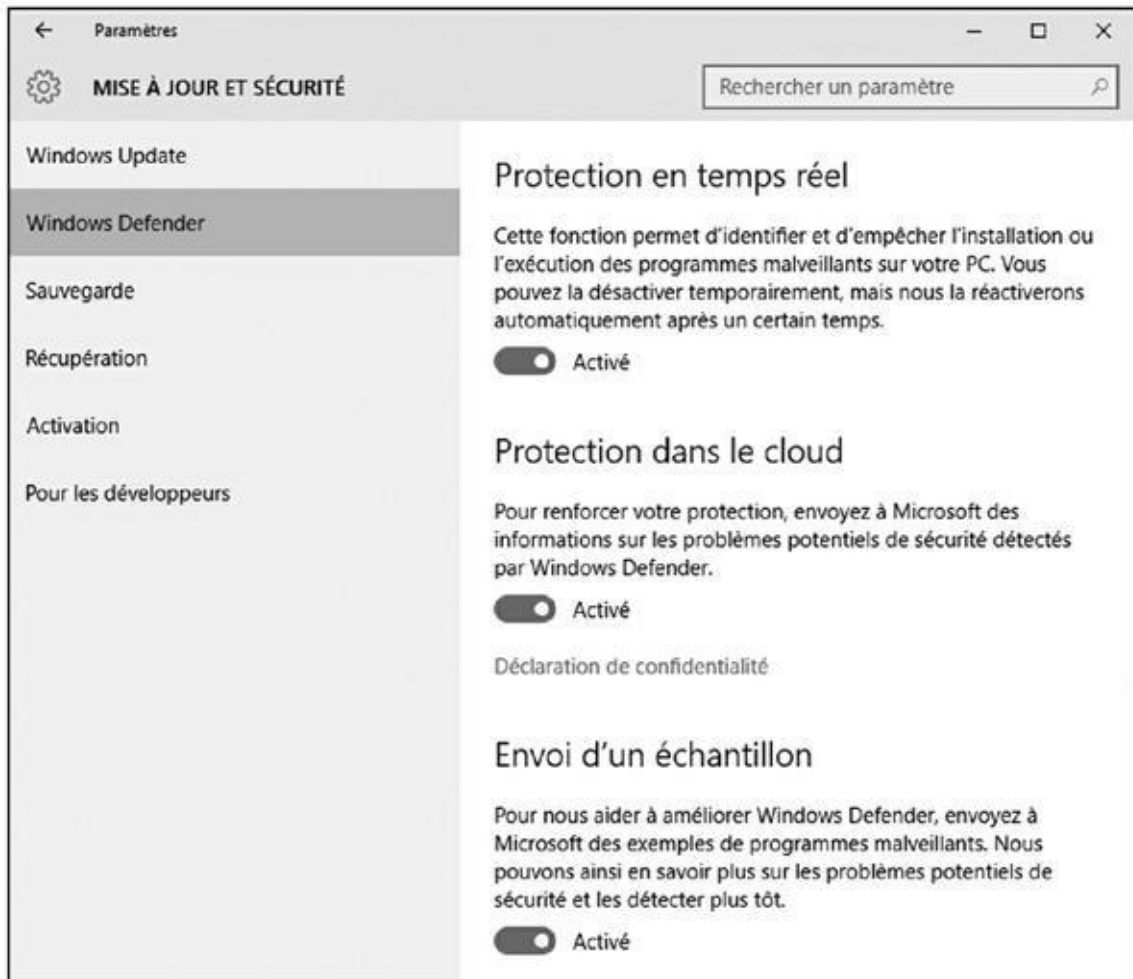 Paramètres
MISE À JOUR ET SÉCURITÉ
Rechercher un paramètre
Windows Update
Windows Defender
Sauvegarde
Récupération
Activation
Pour les développeurs
Protection en temps réel
Cette fonction permet d'identifier et d'empêcher l'installation ou
l'exécution des programmes malveillants sur votre PC. Vous
pouvez la désactiver temporairement, mais nous la réactiverons
automatiquement après un certain temps.
Activé
Protection dans le cloud
Pour renforcer votre protection, envoyez à Microsoft des
informations sur les problèmes potentiels de sécurité détectés
par Windows Defender.
Activé
Déclaration de confidentialité
Envoi d'un échantillon
Pour nous aider à améliorer Windows Defender, envoyez à
Microsoft des exemples de programmes malveillants. Nous
pouvons ainsi en savoir plus sur les problèmes potentiels de
sécurité et les détecter plus tôt.
Activé